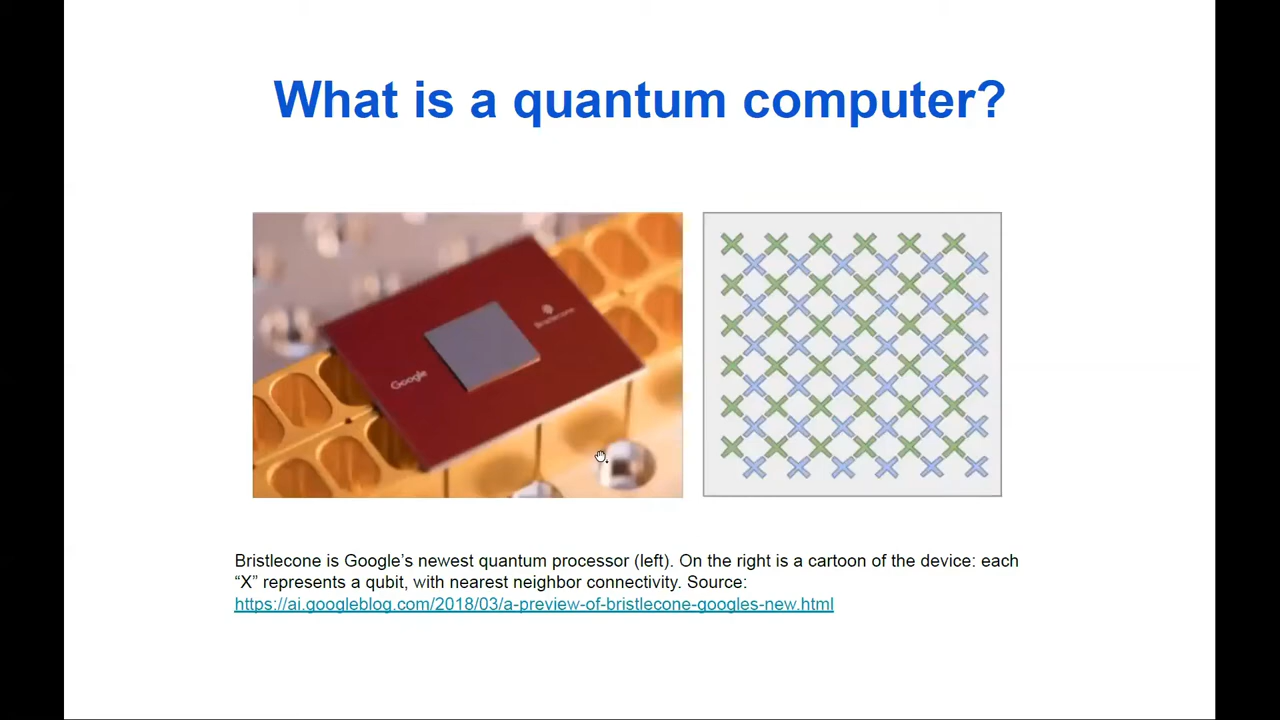 What is a quantum computer?
Google
Bristlecone
Bristlecone is Google’s newest quantum processor (left). On the right is a cartoon of the device: each
“X” represents a qubit, with nearest neighbor connectivity. Source:
https://ai.googleblog.com/2018/03/a-preview-of-bristlecone-googles-new.html